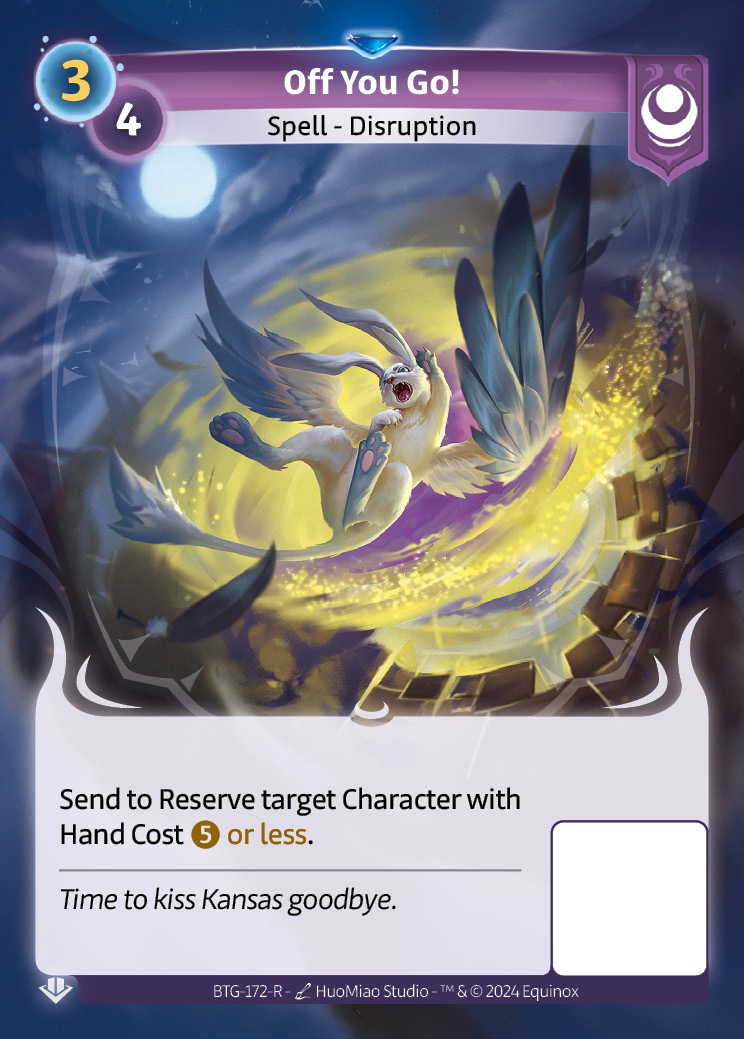 3
4
Off You Go!
Spell - Disruption
Send to Reserve target Character with
Hand Cost 5 or less.
Time to kiss Kansas goodbye.
BTG-172-R - HuoMiao Studio - ™ & © 2024 Equinox